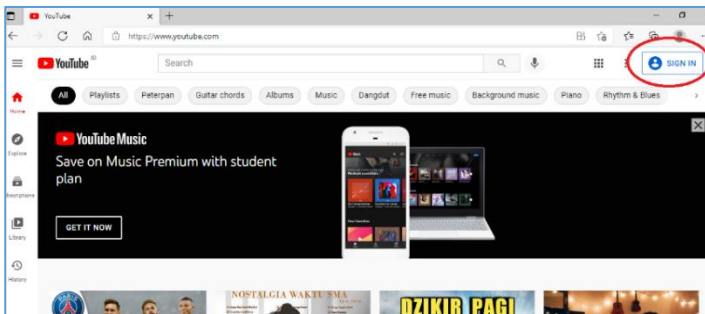 YouTube
https://www.youtube.com
YouTube ID
Search
SIGN IN
All Playlists Peterpan Guitar chords Albums Music Dangdut Free music Background music Piano Rhythm & Blues
Home
Explore
Library
History
YouTube Music
Save on Music Premium with student
plan
GET IT NOW
NOSTALGIA WAKTU SMA
DZIKIR PAGI